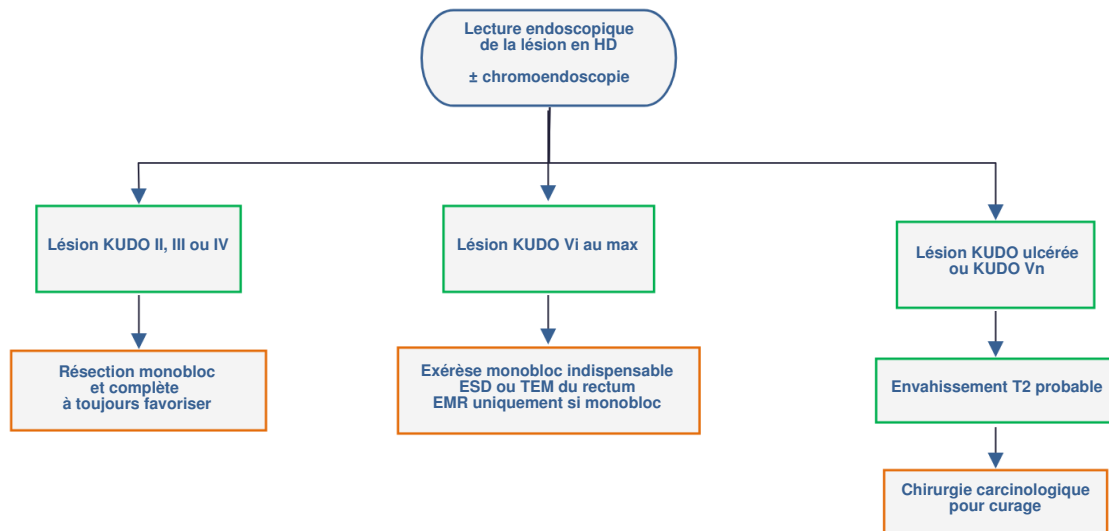 Lecture endoscopique
de la lésion en HD
± chromoendoscopie
Lésion KUDO II, III ou IV
Lésion KUDO Vi au max
Lésion KUDO ulcérée
ou KUDO Vn
Résection monobloc
et complète
à toujours favoriser
Exérèse monobloc indispensable
ESD ou TEM du rectum
EMR uniquement si monobloc
Envahissement T2 probable
Chirurgie carcinologique
pour curage